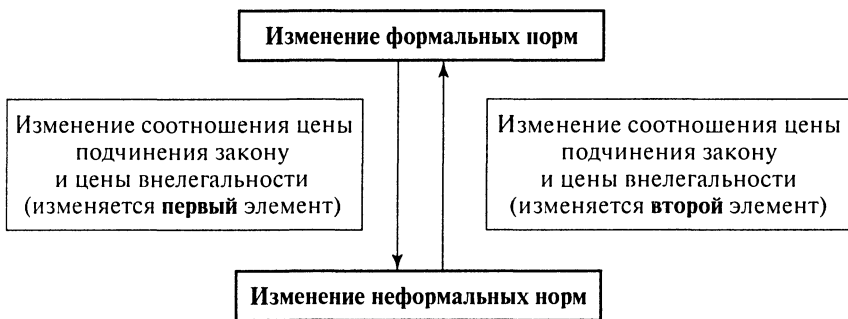 Изменение формальных норм
Изменение соотношения цены
подчинения закону
и цены внелегальности
(изменяется первый элемент)
Изменение соотношения цены
подчинения закону
и цены внелегальности
(изменяется второй элемент)
Изменение неформальных норм